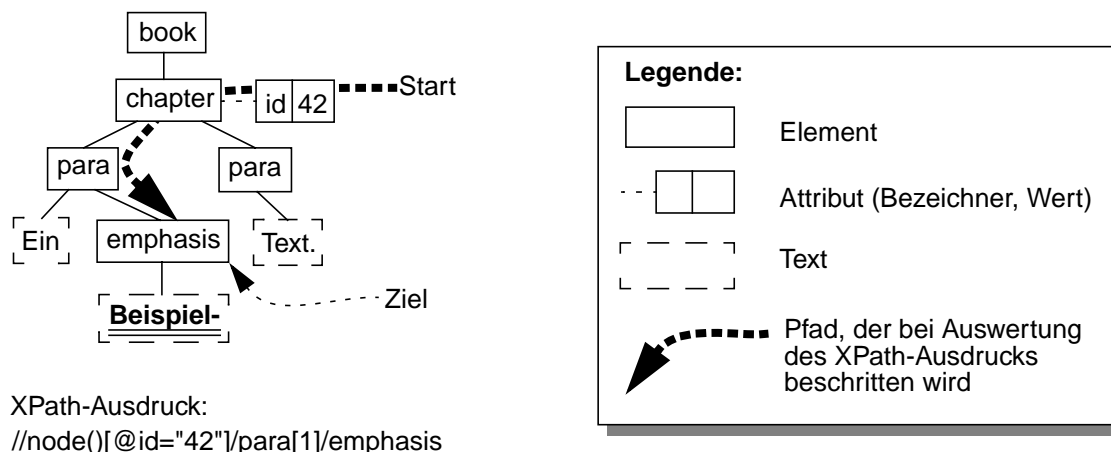 book
chapter
id 42
Start
para
para
Ein
emphasis
Text.
Beispiel-
Ziel
XPath-Ausdruck:
//node()[@id="42"]/para[1]/emphasis
Legende:
Element
Attribut (Bezeichner, Wert)
Text
Pfad, der bei Auswertung
des XPath-Ausdrucks
beschritten wird